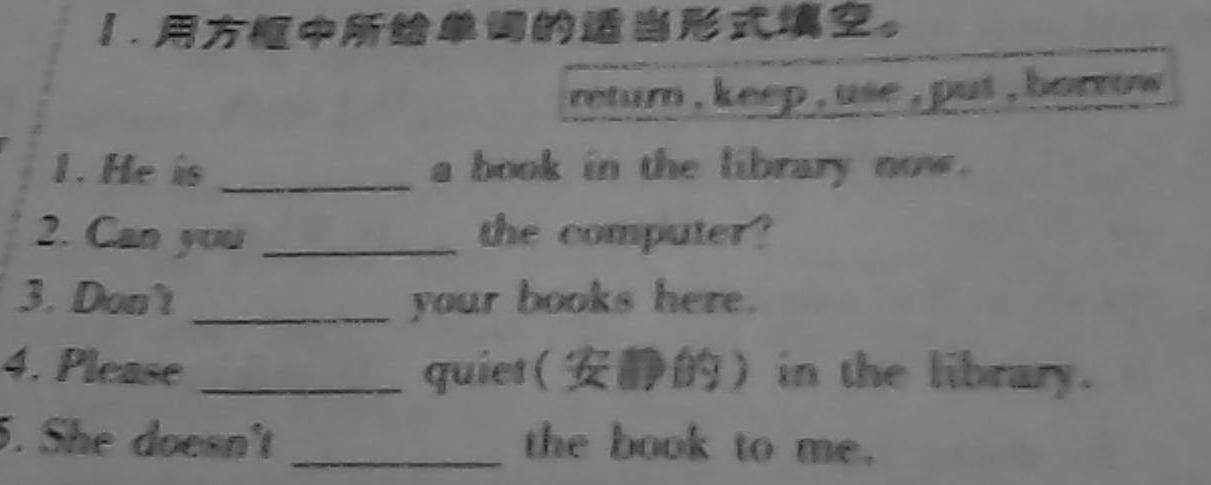 1.用方框中所给单词的适当形式填空。
return, keep, use, put, borrow
1. He is ________ a book in the library now.
2. Can you ________ the computer?
3. Don't ________ your books here.
4. Please ________ quiet(安静的) in the library.
5. She doesn't ________ the book to me.